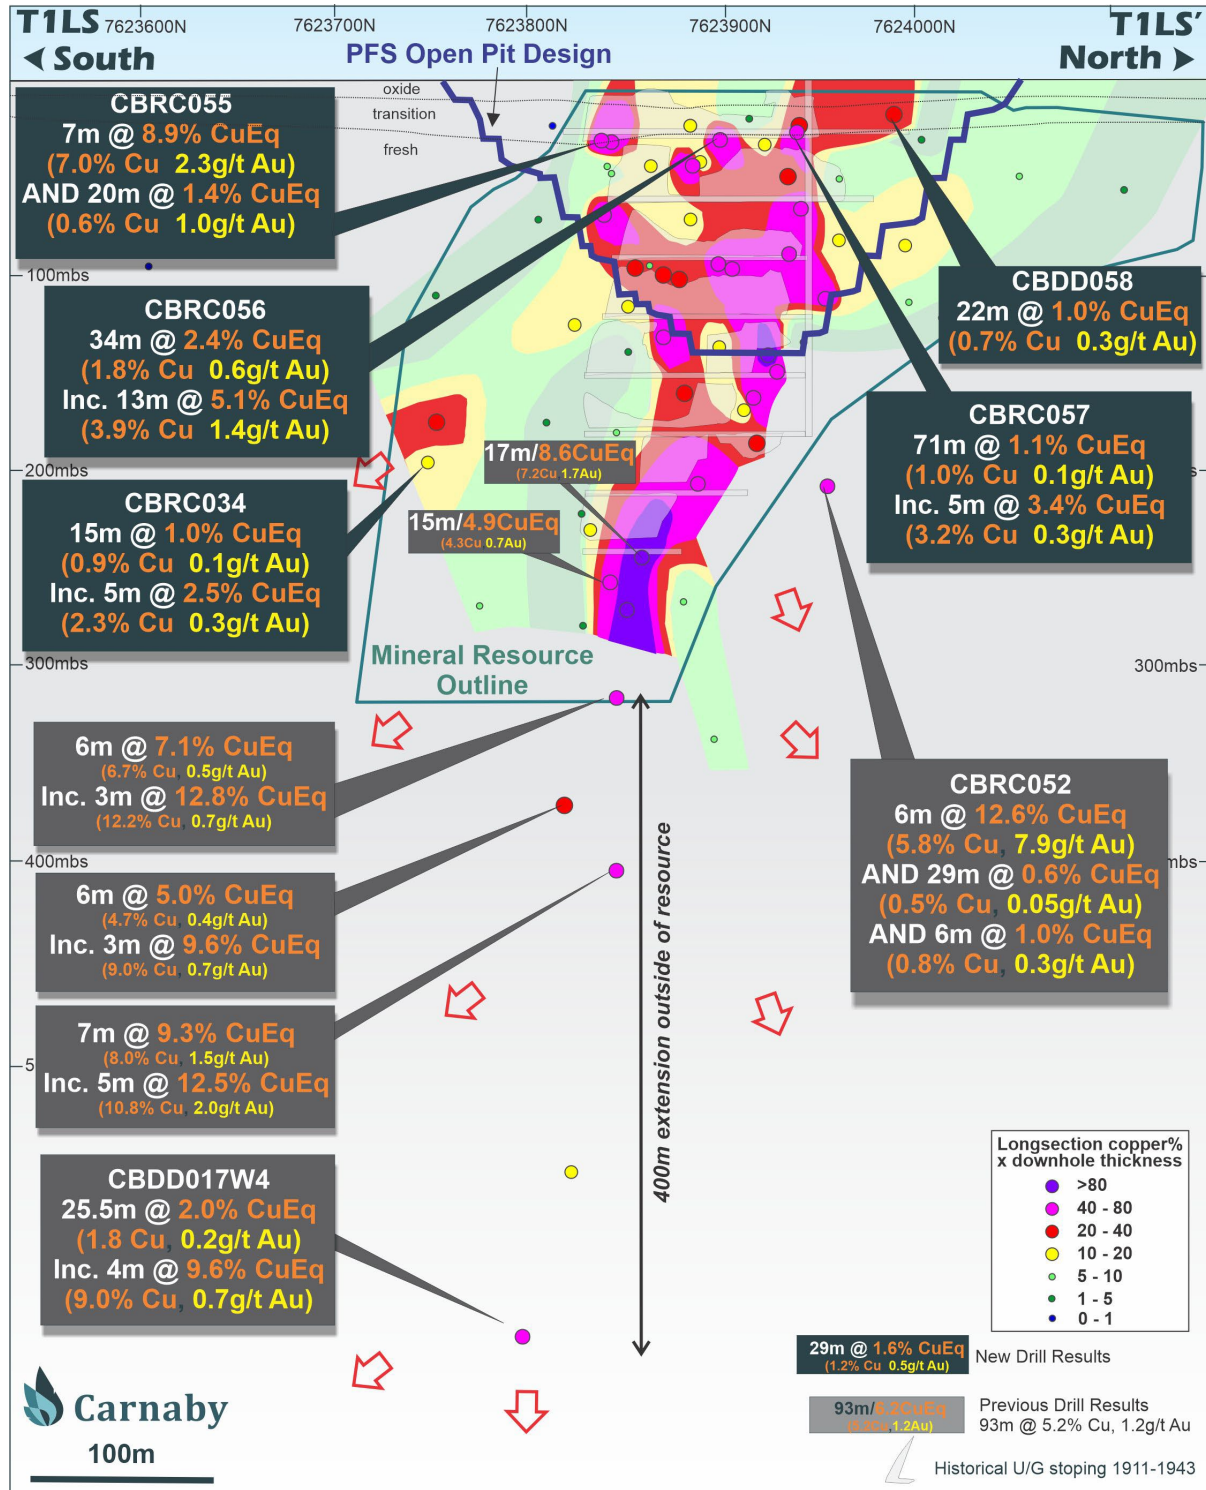 T1LS
7623600N
7623700N
7623800N
7623900N
7624000N
T1LS'
South
PFS Open Pit Design
North
oxide
transition
fresh
CBRC055
7m @ 8.9% CuEq
(7.0% Cu 2.3g/t Au)
AND 20m @ 1.4% CuEq
(0.6% Cu 1.0g/t Au)
100mbs
CBDD058
22m @ 1.0% CuEq
(0.7% Cu 0.3g/t Au)
CBRC056
34m @ 2.4% CuEq
(1.8% Cu 0.6g/t Au)
Inc. 13m @ 5.1% CuEq
(3.9% Cu 1.4g/t Au)
CBRC057
71m @ 1.1% CuEq
(1.0% Cu 0.1g/t Au)
Inc. 5m @ 3.4% CuEq
(3.2% Cu 0.3g/t Au)
200mbs
17m/8.6CuEq
(7.2Cu 1.7Au)
15m/4.9CuEq
(4.3Cu 0.7Au)
CBRC034
15m @ 1.0% CuEq
(0.9% Cu 0.1g/t Au)
Inc. 5m @ 2.5% CuEq
(2.3% Cu 0.3g/t Au)
Mineral Resource
Outline
300mbs
300mbs
6m @ 7.1% CuEq
(6.7% Cu, 0.5g/t Au)
Inc. 3m @ 12.8% CuEq
(12.2% Cu, 0.7g/t Au)
CBRC052
6m @ 12.6% CuEq
(5.8% Cu, 7.9g/t Au)
AND 29m @ 0.6% CuEq
(0.5% Cu, 0.05g/t Au)
AND 6m @ 1.0% CuEq
(0.8% Cu, 0.3g/t Au)
400mbs
mbs
6m @ 5.0% CuEq
(4.7% Cu, 0.4g/t Au)
Inc. 3m @ 9.6% CuEq
(9.0% Cu, 0.7g/t Au)
400m extension outside of resource
7m @ 9.3% CuEq
(8.0% Cu, 1.5g/t Au)
Inc. 5m @ 12.5% CuEq
(10.8% Cu, 2.0g/t Au)
5
CBDD017W4
25.5m @ 2.0% CuEq
(1.8 Cu, 0.2g/t Au)
Inc. 4m @ 9.6% CuEq
(9.0% Cu, 0.7g/t Au)
Longsection copper%
x downhole thickness
>80
40 - 80
20 - 40
10 - 20
5 - 10
1 - 5
0 - 1
29m @ 1.6% CuEq
(1.2% Cu 0.5g/t Au)
New Drill Results
93m/6.2CuEq
(5.2Cu,1.2Au)
Previous Drill Results
93m @ 5.2% Cu, 1.2g/t Au
Historical U/G stoping 1911-1943
Carnaby
100m